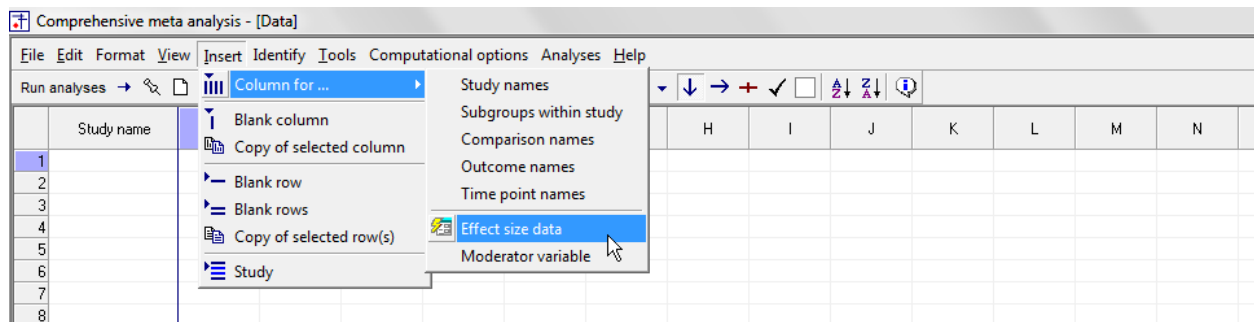 Comprehensive meta analysis - [Data]
File Edit Format View Insert Identify Tools Computational options Analyses Help
Run analyses
Column for ...
Blank column
Copy of selected column
Blank row
Blank rows
Copy of selected row(s)
Study
Study names
Subgroups within study
Comparison names
Outcome names
Time point names
Effect size data
Moderator variable
Study name H I J K L M N
1
2
3
4
5
6
7
8